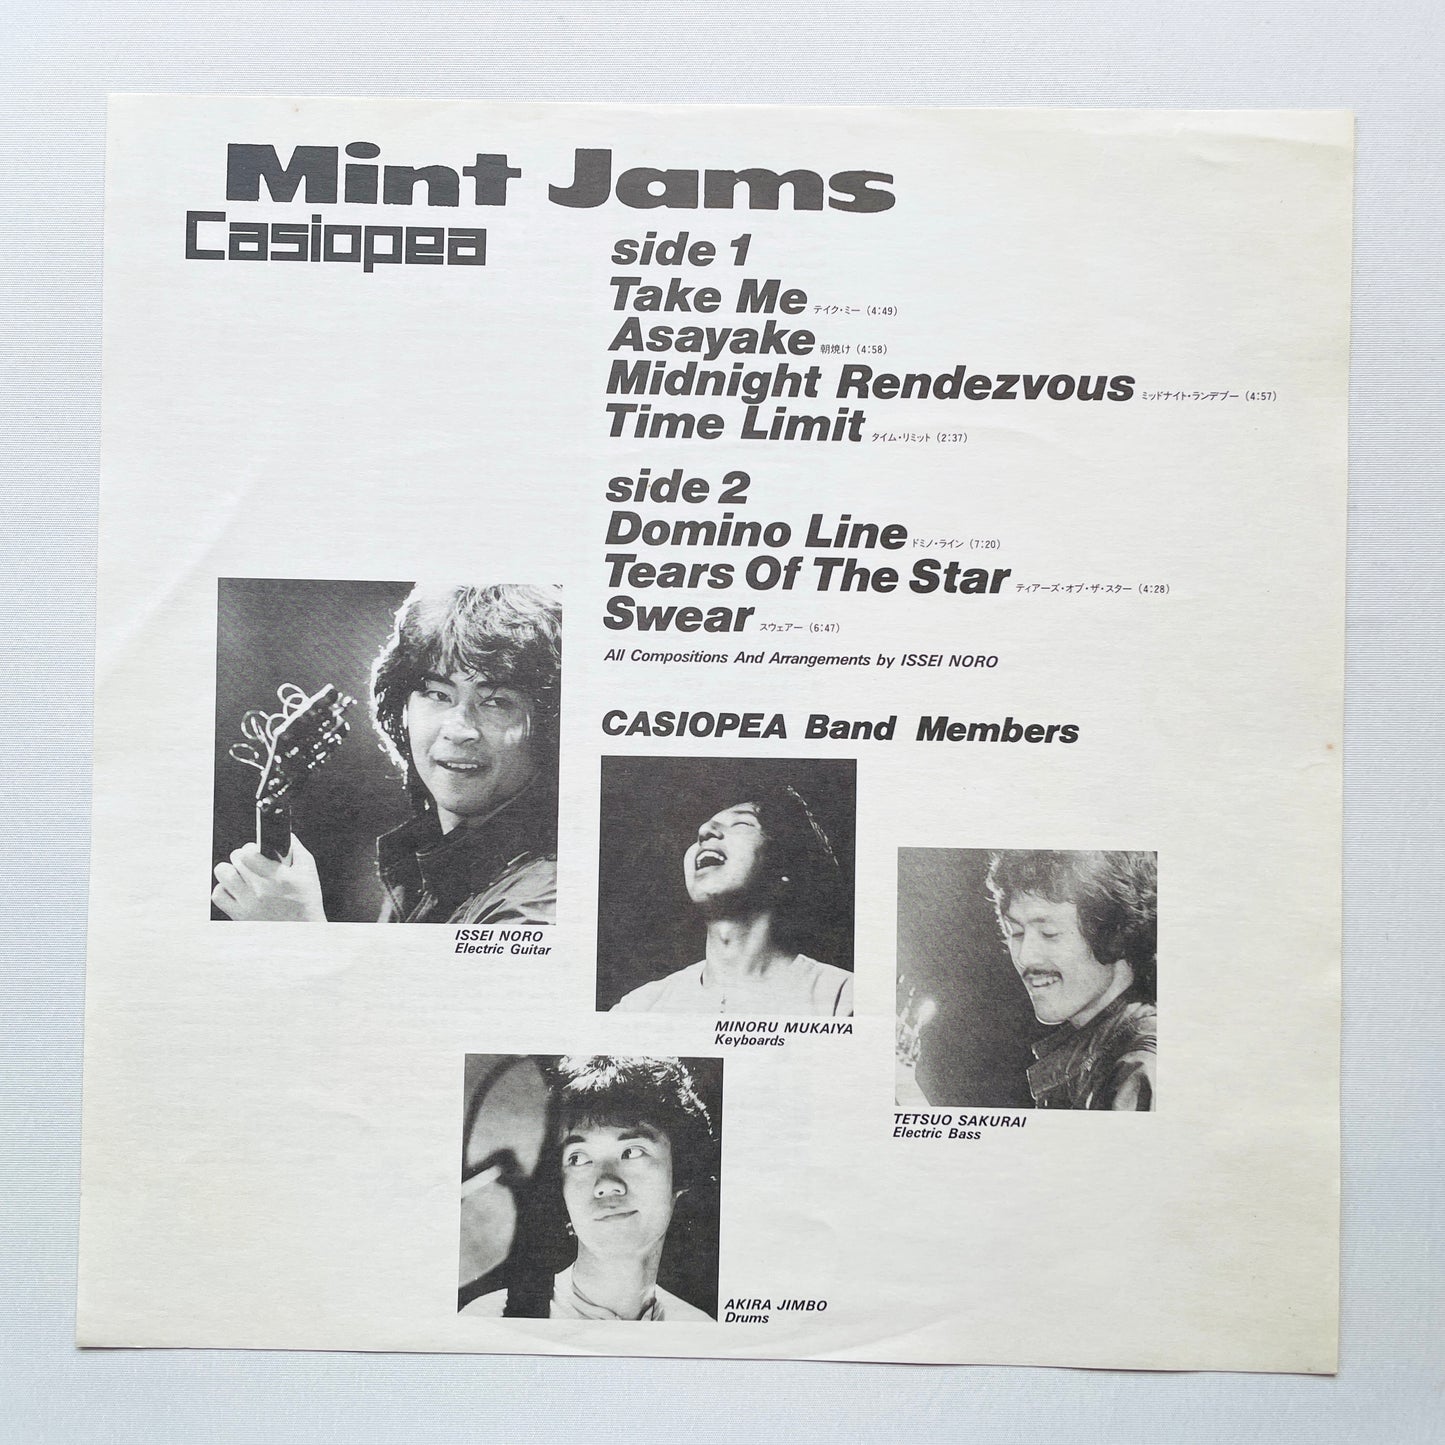 Mint Jams
Casiopea
side 1
Take Me テイク・ミー (4:49)
Asayake 朝焼け (4:58)
Midnight Rendezvous ミッドナイト・ランデブー (4:57)
Time Limit タイム・リミット (2:37)
side 2
Domino Line ドミノ・ライン (7:20)
Tears Of The Star ティアーズ・オブ・ザ・スター (4:28)
Swear スウェアー (6:47)
All Compositions And Arrangements by ISSEI NORO
CASIOPEA Band Members
ISSEI NORO
Electric Guitar
MINORU MUKAIYA
Keyboards
TETSUO SAKURAI
Electric Bass
AKIRA JIMBO
Drums